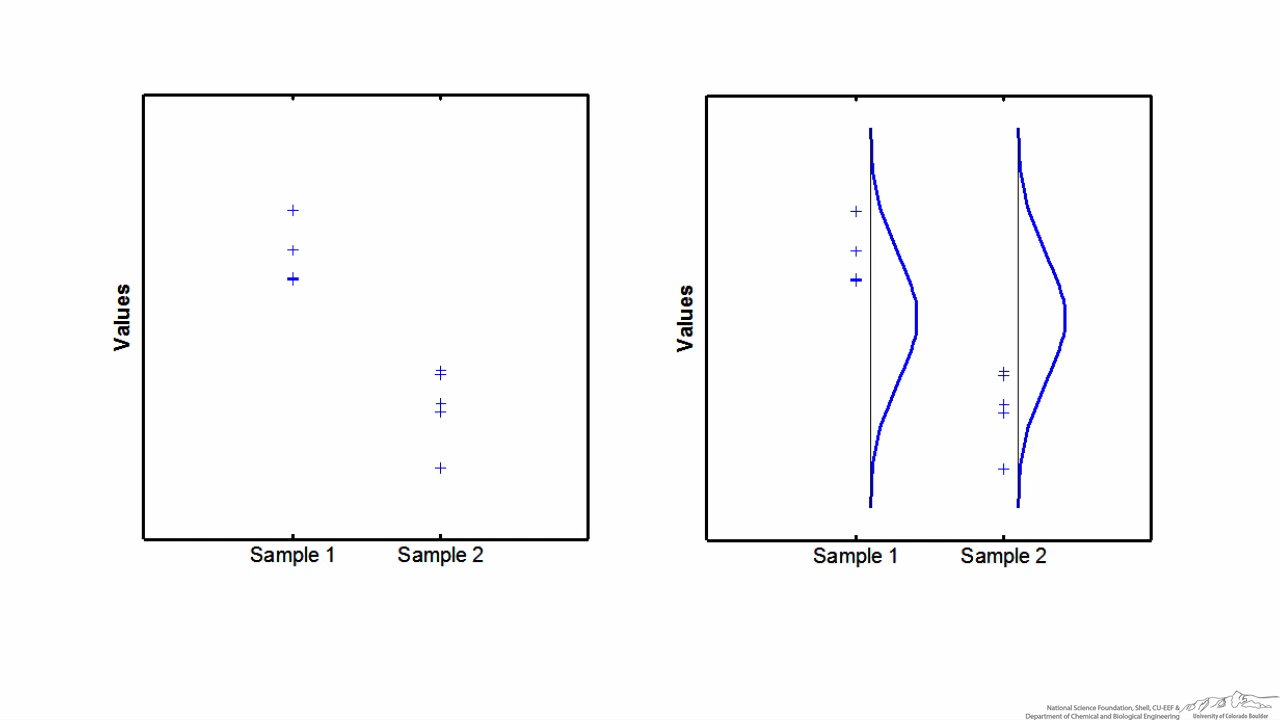 Values
Sample 1
Sample 2
Values
Sample 1
Sample 2
National Science Foundation, Shell, CU-EEF &
Department of Chemical and Biological Engineering
University of Colorado Boulder